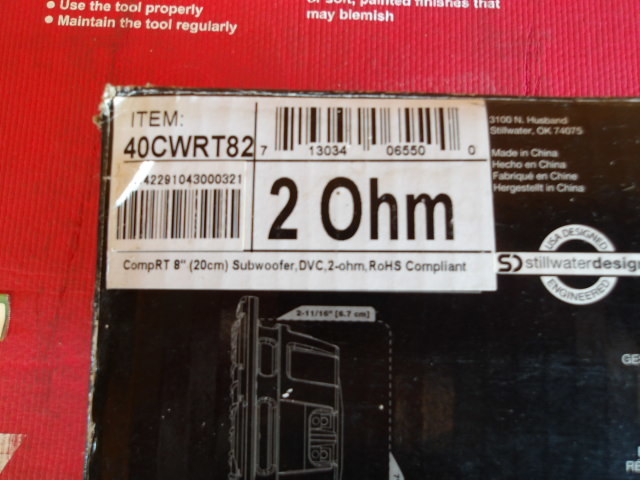 ● Use the tool properly
● Maintain the tool regularly
or soft, painted finishes that
may blemish
ITEM:
40CWRT82
7 13034 06550 0
42291043000321
2 Ohm
CompRT 8" (20cm) Subwoofer,DVC,2-ohm,RoHS Compliant
3100 N. Husband
Stillwater, OK 74075
Made in China
Hecho en China
Fabriqué en Chine
Hergestellt in China
USA DESIGNED
stillwaterdesign
ENGINEERED
2-11/16" [6.7 cm]